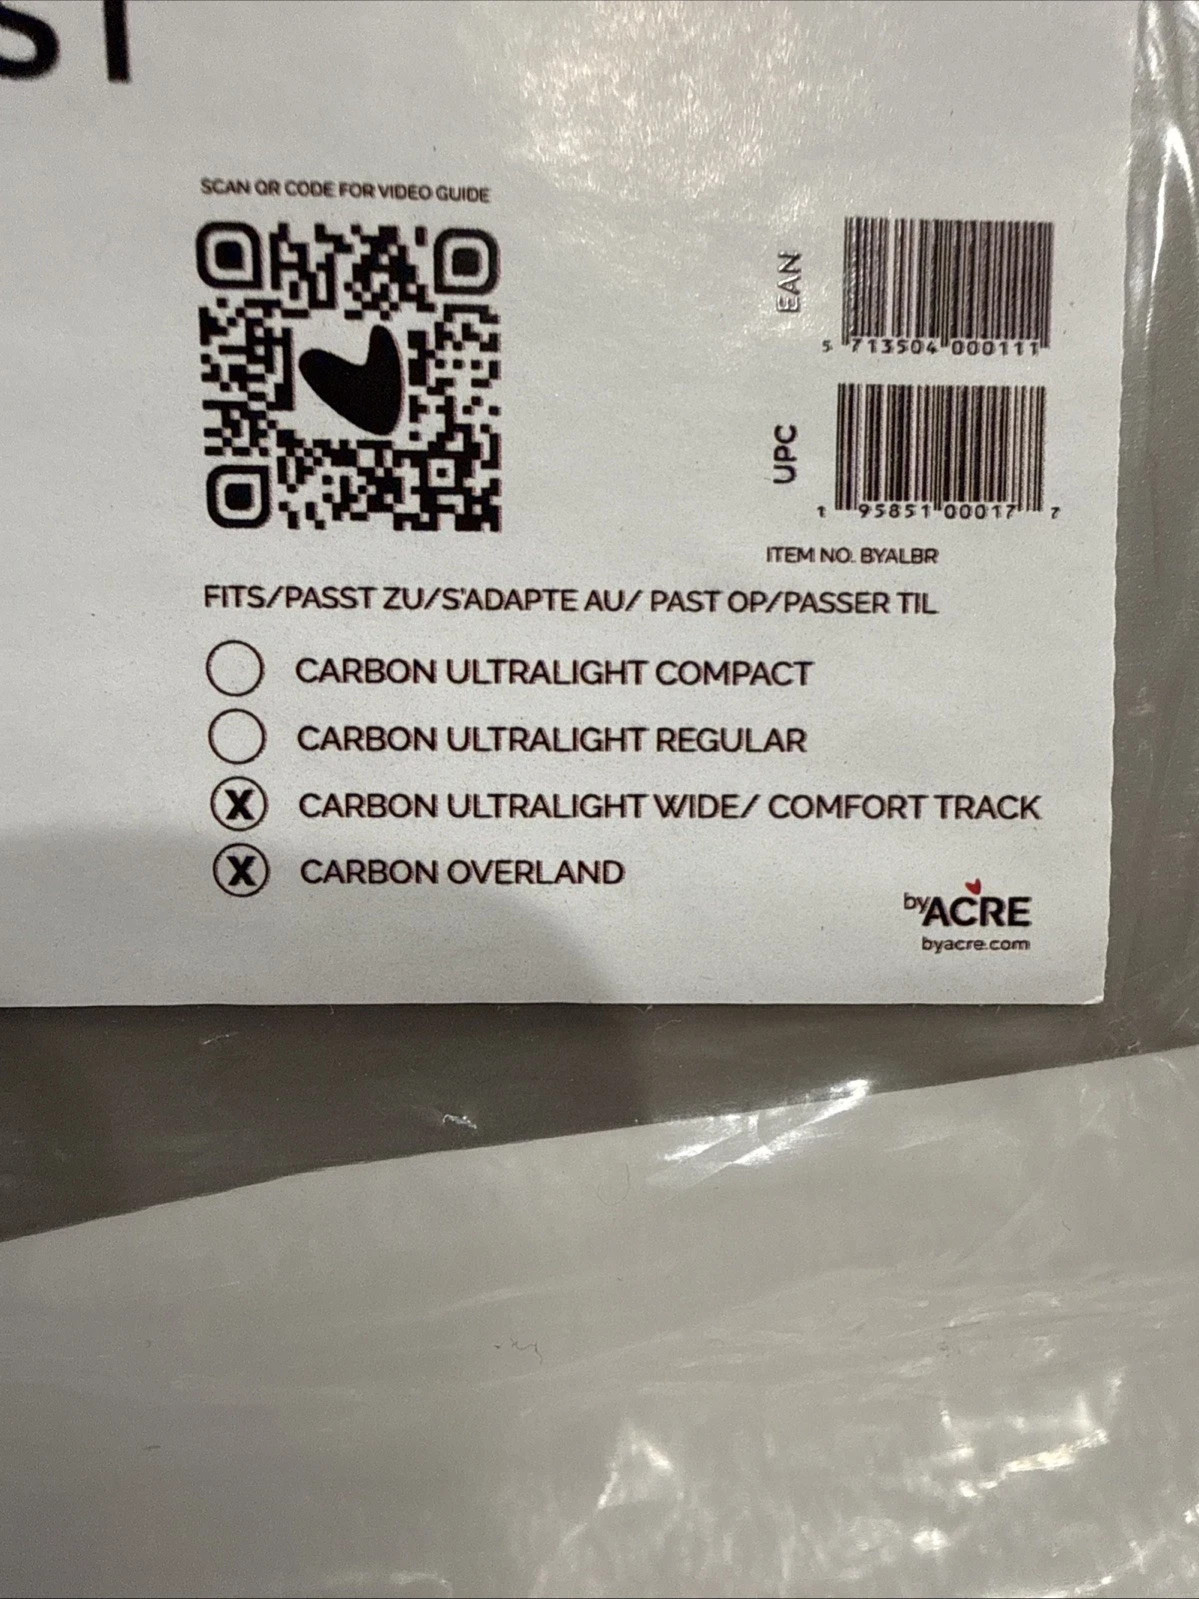 ST
SCAN QR CODE FOR VIDEO GUIDE
EAN
5 713504 000111
UPC
1 95851 00017 7
ITEM NO. BYALBR
FITS/PASST ZU/S'ADAPTE AU/ PAST OP/PASSER TIL
CARBON ULTRALIGHT COMPACT
CARBON ULTRALIGHT REGULAR
X CARBON ULTRALIGHT WIDE/ COMFORT TRACK
X CARBON OVERLAND
byACRE
byacre.com